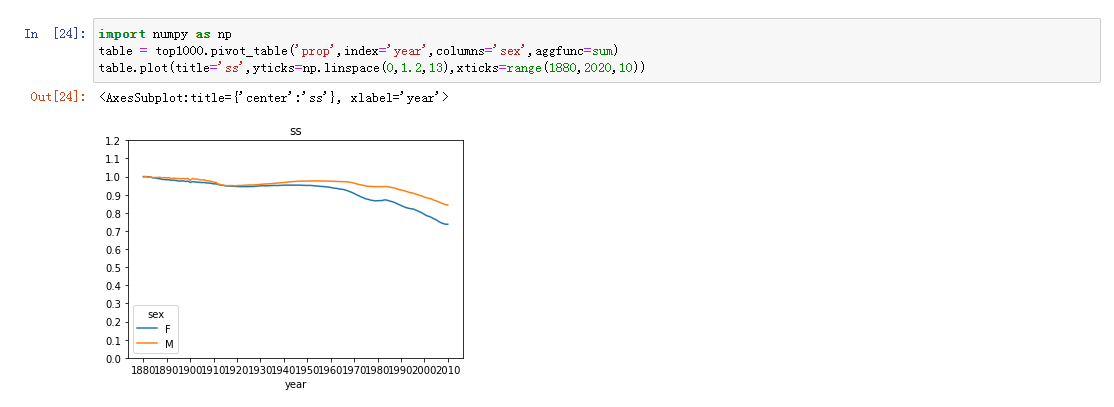 In [24]: import numpy as np
table = top1000.pivot_table('prop',index='year',columns='sex',aggfunc=sum)
table.plot(title='ss',yticks=np.linspace(0,1.2,13),xticks=range(1880,2020,10))
Out[24]: <AxesSubplot:title={'center':'ss'}, xlabel='year'>
ss
1.2
1.1
1.0
0.9
0.8
0.7
0.6
0.5
0.4
0.3
0.2
0.1
0.0
sex
F
M
1880 1890 1900 1910 1920 1930 1940 1950 1960 1970 1980 1990 2000 2010
year